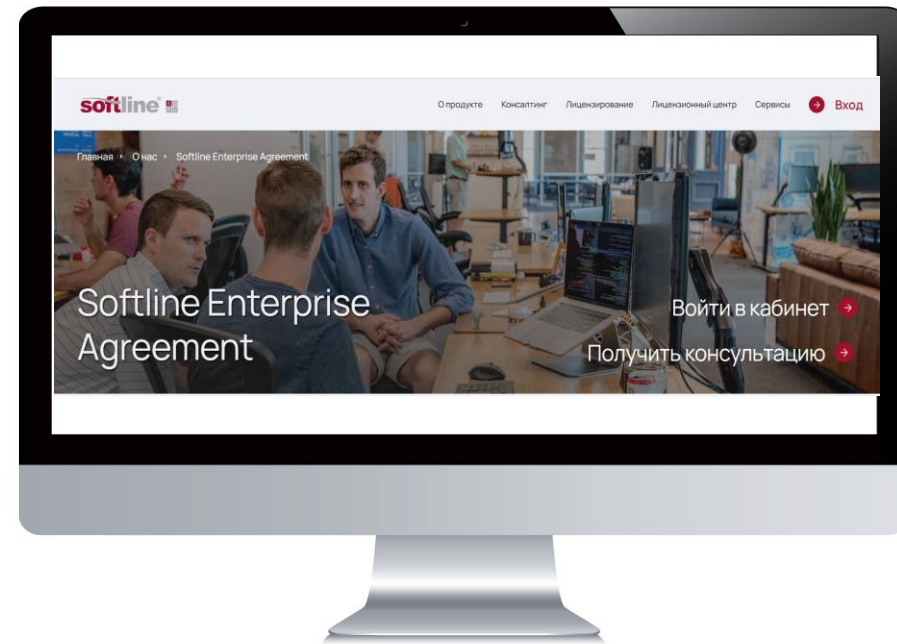 softline®
О продукте Консалтинг Лицензирование Лицензионный центр Сервисы Вход
Главная • О нас • Softline Enterprise Agreement
Softline Enterprise
Agreement
Войти в кабинет
Получить консультацию